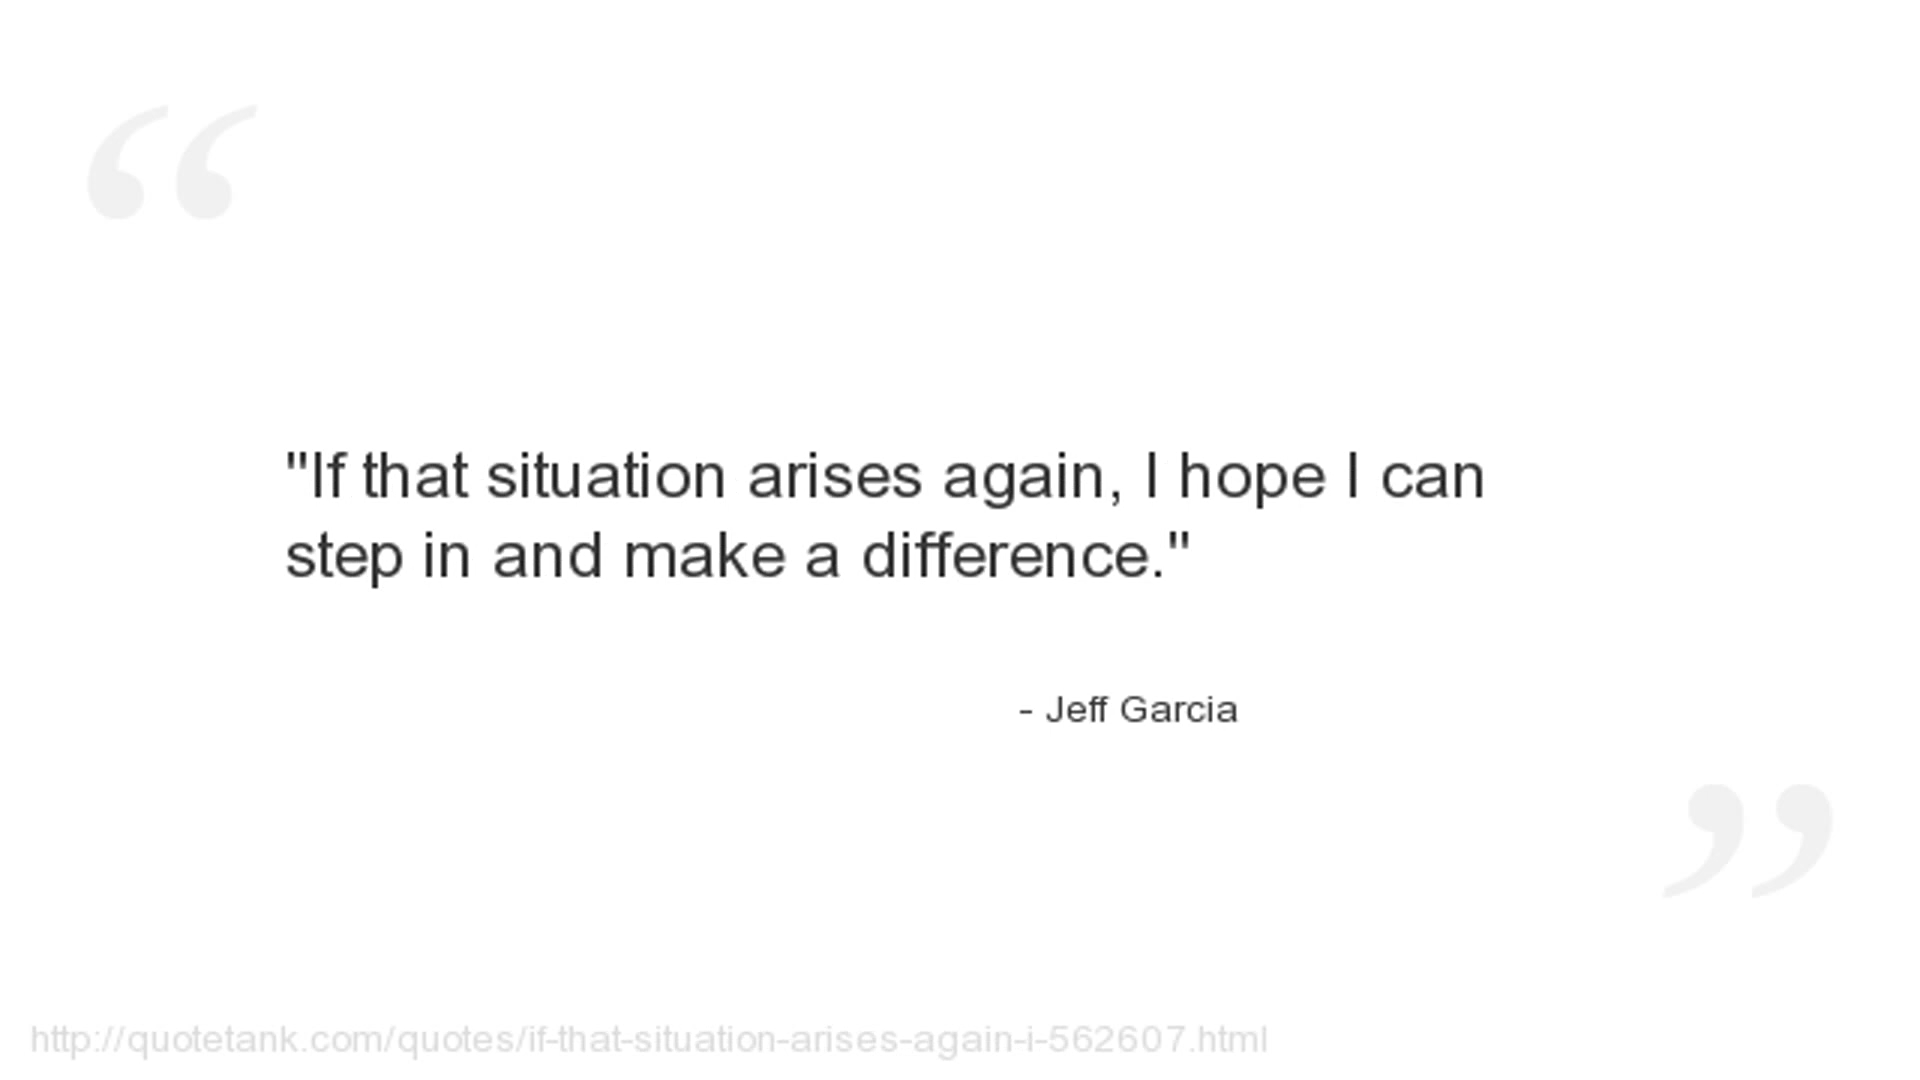 "If that situation arises again, I hope I can
step in and make a difference."
- Jeff Garcia
http://quotetank.com/quotes/if-that-situation-arises-again-i-562607.html